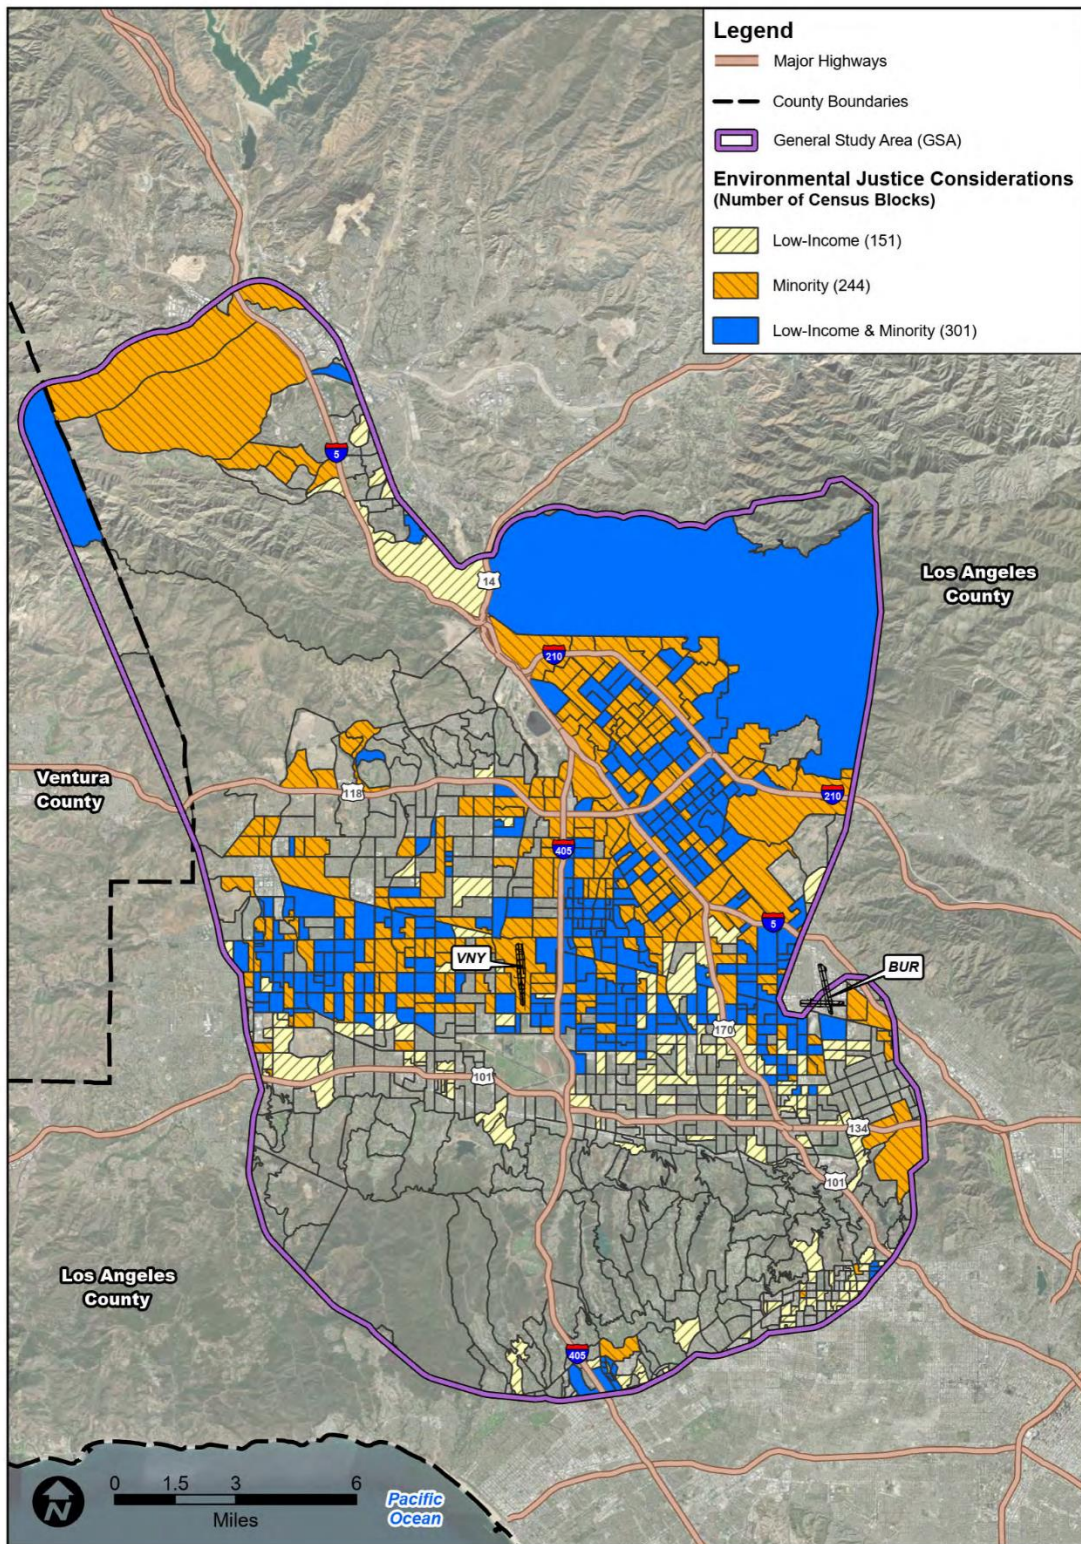 Legend
Major Highways
County Boundaries
General Study Area (GSA)
Environmental Justice Considerations
(Number of Census Blocks)
Low-Income (151)
Minority (244)
Low-Income & Minority (301)
5
14
Los Angeles
County
210
Ventura
County
118
210
405
5
VNY
BUR
170
101
134
101
Los Angeles
County
405
N
0 1.5 3 6
Miles
Pacific
Ocean